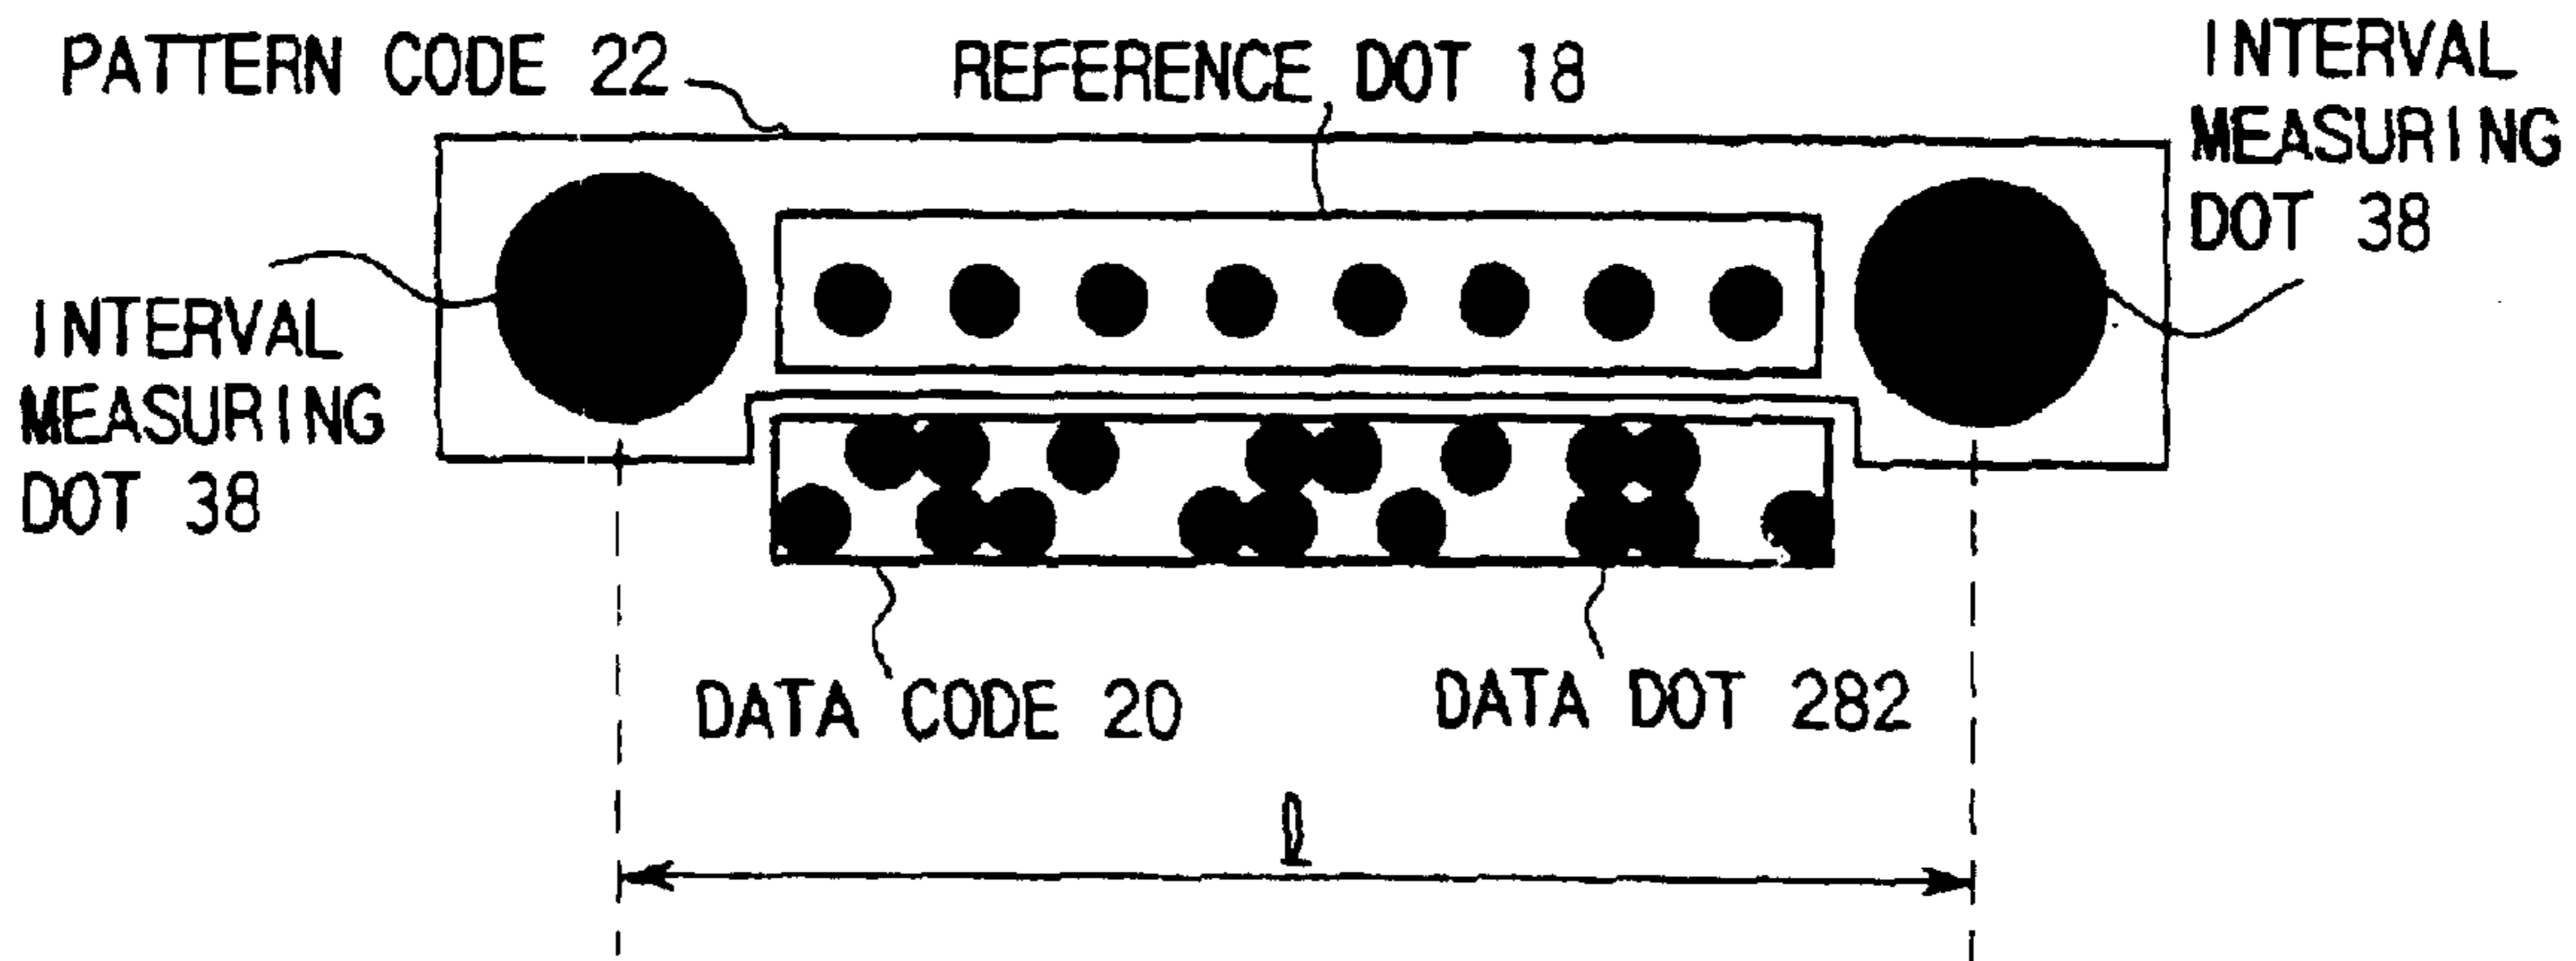 PATTERN CODE 22
REFERENCE DOT 18
INTERVAL
MEASURING
DOT 38
INTERVAL
MEASURING
DOT 38
DATA CODE 20
DATA DOT 282
ℓ